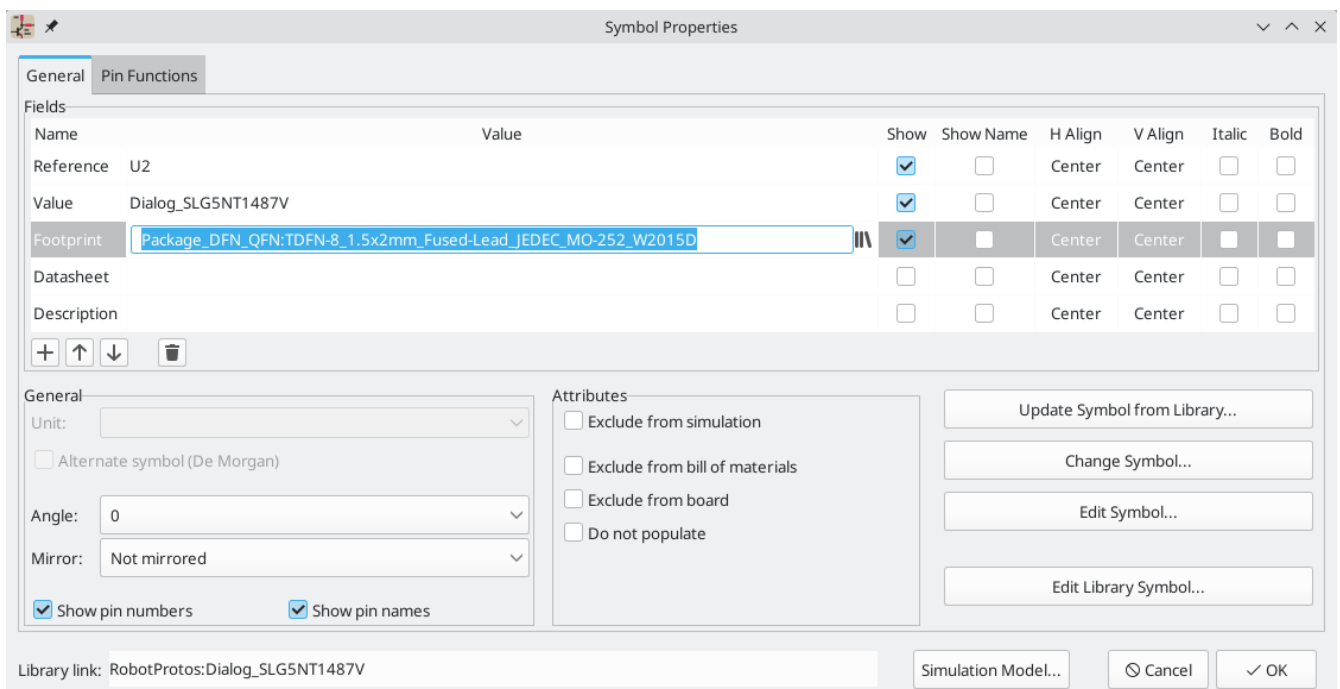 Symbol Properties
General Pin Functions
Fields
Name Value Show Show Name H Align V Align Italic Bold
Reference U2 Center Center
Value Dialog_SLG5NT1487V Center Center
Footprint Package_DFN_QFN:TDFN-8_1.5x2mm_Fused-Lead_JEDEC_MO-252_W2015D Center Center
Datasheet Center Center
Description Center Center
General
Unit:
Alternate symbol (De Morgan)
Angle: 0
Mirror: Not mirrored
Show pin numbers Show pin names
Attributes
Exclude from simulation
Exclude from bill of materials
Exclude from board
Do not populate
Update Symbol from Library...
Change Symbol...
Edit Symbol...
Edit Library Symbol...
Library link: RobotProtos:Dialog_SLG5NT1487V
Simulation Model... Cancel OK